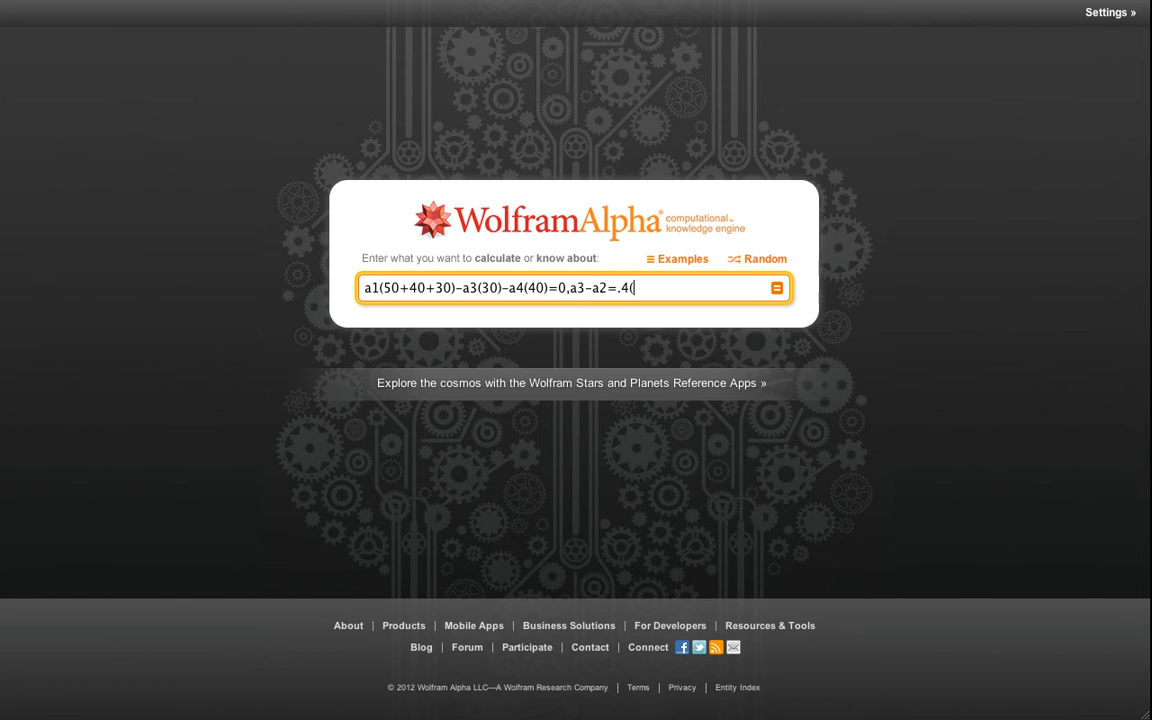 Settings »
WolframAlpha® computational™ knowledge engine
Enter what you want to calculate or know about:
Examples
Random
a1(50+40+30)-a3(30)-a4(40)=0,a3-a2=.4(
Explore the cosmos with the Wolfram Stars and Planets Reference Apps »
About | Products | Mobile Apps | Business Solutions | For Developers | Resources & Tools
Blog | Forum | Participate | Contact | Connect
© 2012 Wolfram Alpha LLC—A Wolfram Research Company | Terms | Privacy | Entity Index